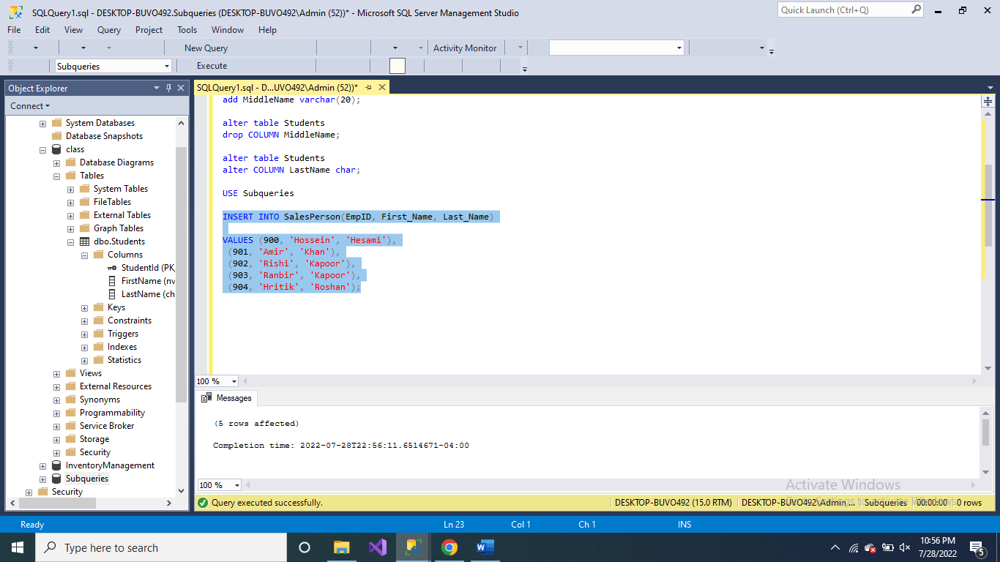 SQLQuery1.sql - DESKTOP-BUVO492.Subqueries (DESKTOP-BUVO492\Admin (52))* - Microsoft SQL Server Management Studio
Quick Launch (Ctrl+Q)
File Edit View Query Project Tools Window Help
New Query Activity Monitor
Subqueries Execute
Object Explorer
Connect
System Databases
Database Snapshots
class
Database Diagrams
Tables
System Tables
FileTables
External Tables
Graph Tables
dbo.Students
Columns
StudentId (PK,
FirstName (nv
LastName (ch
Keys
Constraints
Triggers
Indexes
Statistics
Views
External Resources
Synonyms
Programmability
Service Broker
Storage
Security
InventoryManagement
Subqueries
Security
SQLQuery1.sql - D...UVO492\Admin (52))*
add MiddleName varchar(20);
alter table Students
drop COLUMN MiddleName;
alter table Students
alter COLUMN LastName char;
USE Subqueries
INSERT INTO SalesPerson(EmpID, First_Name, Last_Name)
VALUES (900, 'Hossein', 'Hesami'),
(901, 'Amir', 'Khan'),
(902, 'Rishi', 'Kapoor'),
(903, 'Ranbir', 'Kapoor'),
(904, 'Hritik', 'Roshan');
100 %
Messages
(5 rows affected)
Completion time: 2022-07-28T22:56:11.6514671-04:00
100 %
Activate Windows
Go to Settings to activate Windows.
Query executed successfully. DESKTOP-BUVO492 (15.0 RTM) DESKTOP-BUVO492\Admin ... Subqueries 00:00:00 0 rows
Ready Ln 23 Col 1 Ch 1 INS
Type here to search
10:56 PM
7/28/2022
5